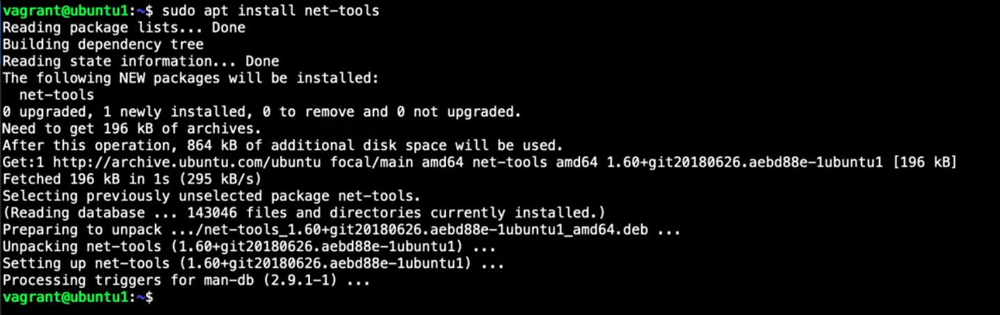 vagrant@ubuntu1:~$ sudo apt install net-tools
Reading package lists... Done
Building dependency tree
Reading state information... Done
The following NEW packages will be installed:
  net-tools
0 upgraded, 1 newly installed, 0 to remove and 0 not upgraded.
Need to get 196 kB of archives.
After this operation, 864 kB of additional disk space will be used.
Get:1 http://archive.ubuntu.com/ubuntu focal/main amd64 net-tools amd64 1.60+git20180626.aebd88e-1ubuntu1 [196 kB]
Fetched 196 kB in 1s (295 kB/s)
Selecting previously unselected package net-tools.
(Reading database ... 143046 files and directories currently installed.)
Preparing to unpack .../net-tools_1.60+git20180626.aebd88e-1ubuntu1_amd64.deb ...
Unpacking net-tools (1.60+git20180626.aebd88e-1ubuntu1) ...
Setting up net-tools (1.60+git20180626.aebd88e-1ubuntu1) ...
Processing triggers for man-db (2.9.1-1) ...
vagrant@ubuntu1:~$